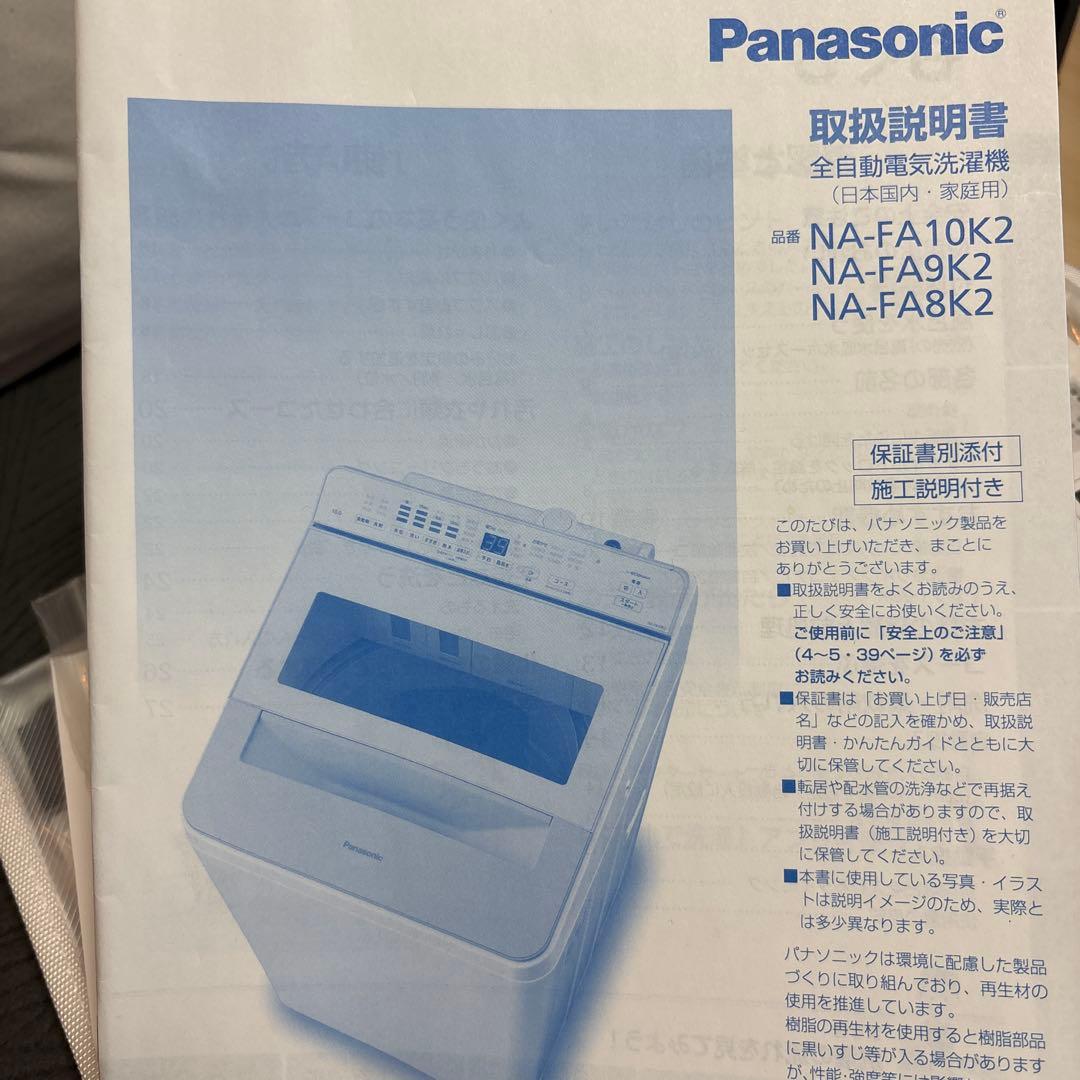 Panasonic®
取扱説明書
全自動電気洗濯機
(日本国内・家庭用)
品番 NA-FA10K2
NA-FA9K2
NA-FA8K2
保証書別添付
施工説明付き
このたびは、パナソニック製品を
お買い上げいただき、まことに
ありがとうございます。
■取扱説明書をよくお読みのうえ、
正しく安全にお使いください。
ご使用前に「安全上のご注意」
(4〜5・39ページ)を必ず
お読みください。
■保証書は「お買い上げ日・販売店
名」などの記入を確かめ、取扱説
明書・かんたんガイドとともに大
切に保管してください。
■転居や配水管の洗浄などで再据え
付けする場合がありますので、取
扱説明書(施工説明付き)を大切
に保管してください。
■本書に使用している写真・イラス
トは説明イメージのため、実際と
は多少異なります。
パナソニックは環境に配慮した製品
づくりに取り組んでおり、再生材の
使用を推進しています。
樹脂の再生材を使用すると樹脂部品
に黒いすじ等が入る場合があります
が、性能・強度等には
39
コース
スタート
Panasonic